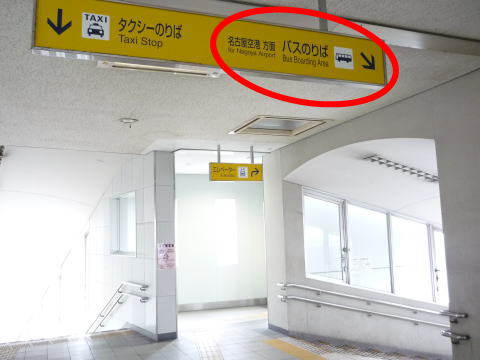 TAXI
タクシーのりば
Taxi Stop
名古屋空港 方面
for Nagoya Airport
バスのりば
Bus Boarding Area
エレベーター